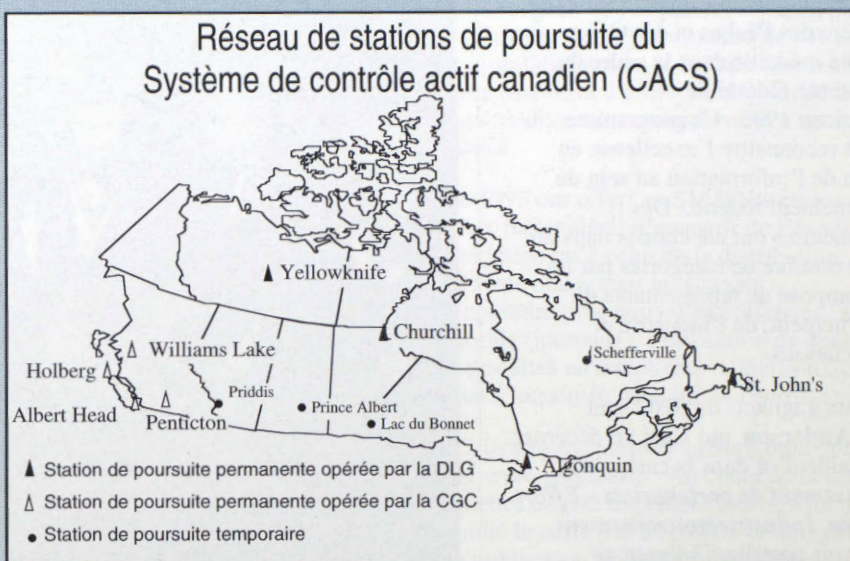 Réseau de stations de poursuite du
Système de contrôle actif canadien (CACS)
Yellowknife
Churchill
Schefferville
Williams Lake
Holberg
St. John's
Priddis
Prince Albert
Albert Head
Penticton
Lac du Bonnet
Algonquin
Station de poursuite permanente opérée par la DLG
Station de poursuite permanente opérée par la CGC
Station de poursuite temporaire